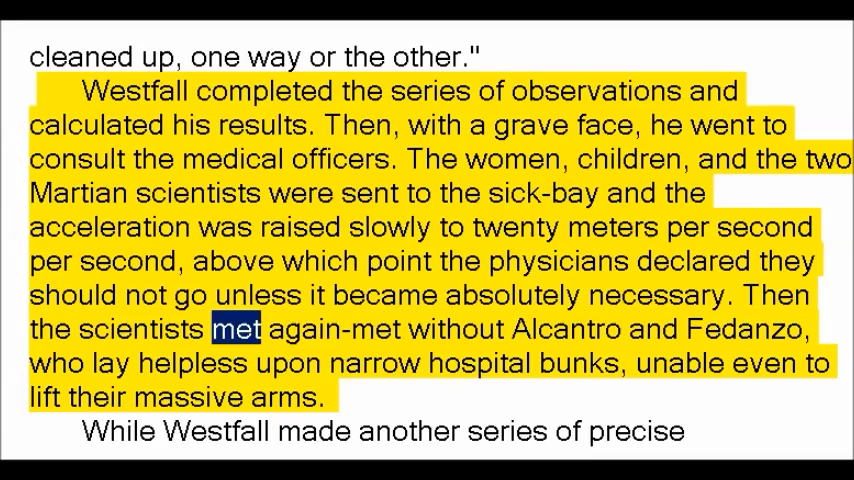 cleaned up, one way or the other."
Westfall completed the series of observations and
calculated his results. Then, with a grave face, he went to
consult the medical officers. The women, children, and the two
Martian scientists were sent to the sick-bay and the
acceleration was raised slowly to twenty meters per second
per second, above which point the physicians declared they
should not go unless it became absolutely necessary. Then
the scientists met again-met without Alcantro and Fedanzo,
who lay helpless upon narrow hospital bunks, unable even to
lift their massive arms.
While Westfall made another series of precise